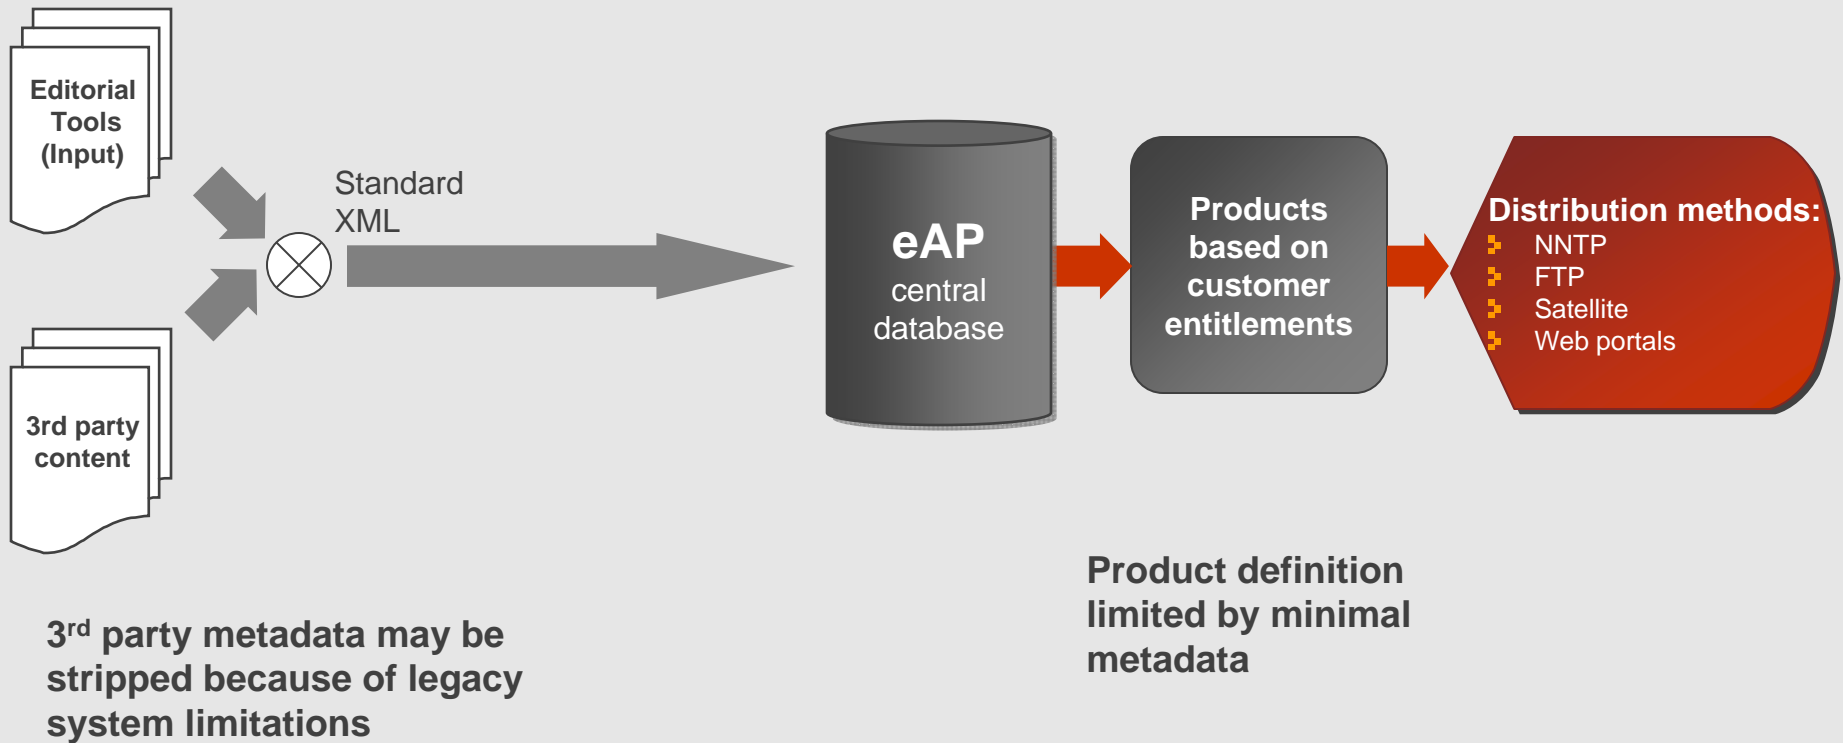 Editorial
Tools
(Input)
Standard
XML
3rd party
content
eAP
central
database
Products
based on
customer
entitlements
Distribution methods:
NNTP
FTP
Satellite
Web portals
3rd party metadata may be
stripped because of legacy
system limitations
Product definition
limited by minimal
metadata